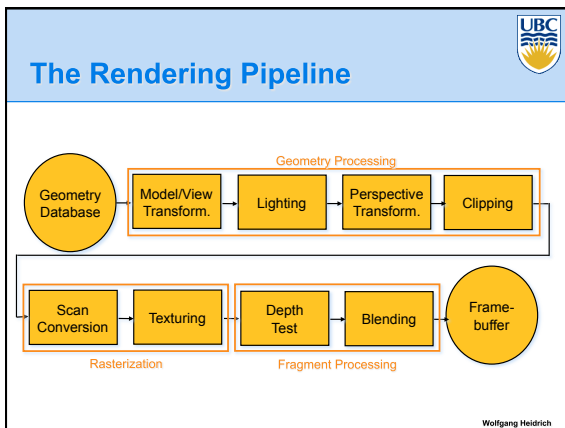 UBC
The Rendering Pipeline
Geometry Processing
Geometry
Database
Model/View
Transform.
Lighting
Perspective
Transform.
Clipping
Scan
Conversion
Texturing
Depth
Test
Blending
Frame-
buffer
Rasterization
Fragment Processing
Wolfgang Heidrich